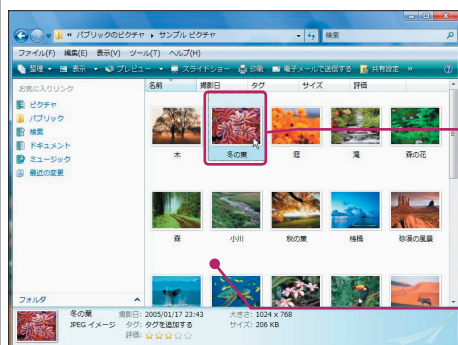 « パブリックのピクチャ ▸ サンプル ピクチャ
検索
ファイル(F) 編集(E) 表示(V) ツール(T) ヘルプ(H)
整理 表示 プレビュー スライドショー 印刷 電子メールで送信する 共有設定 »
お気に入りリンク
ピクチャ
パブリック
検索
ドキュメント
ミュージック
最近の変更
フォルダ
名前 撮影日 タグ サイズ 評価
木 冬の葉 庭 滝 森の花
森 小川 秋の葉 桟橋 砂漠の風景
冬の葉 撮影日: 2005/01/17 23:43 大きさ: 1024 x 768
JPEG イメージ タグ: タグを追加する サイズ: 206 KB
評価: